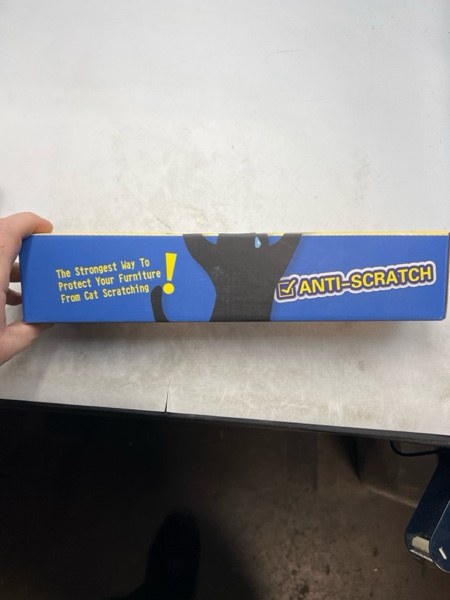 The Strongest Way To
Protect Your Furniture
From Cat Scratching
!
ANTI-SCRATCH